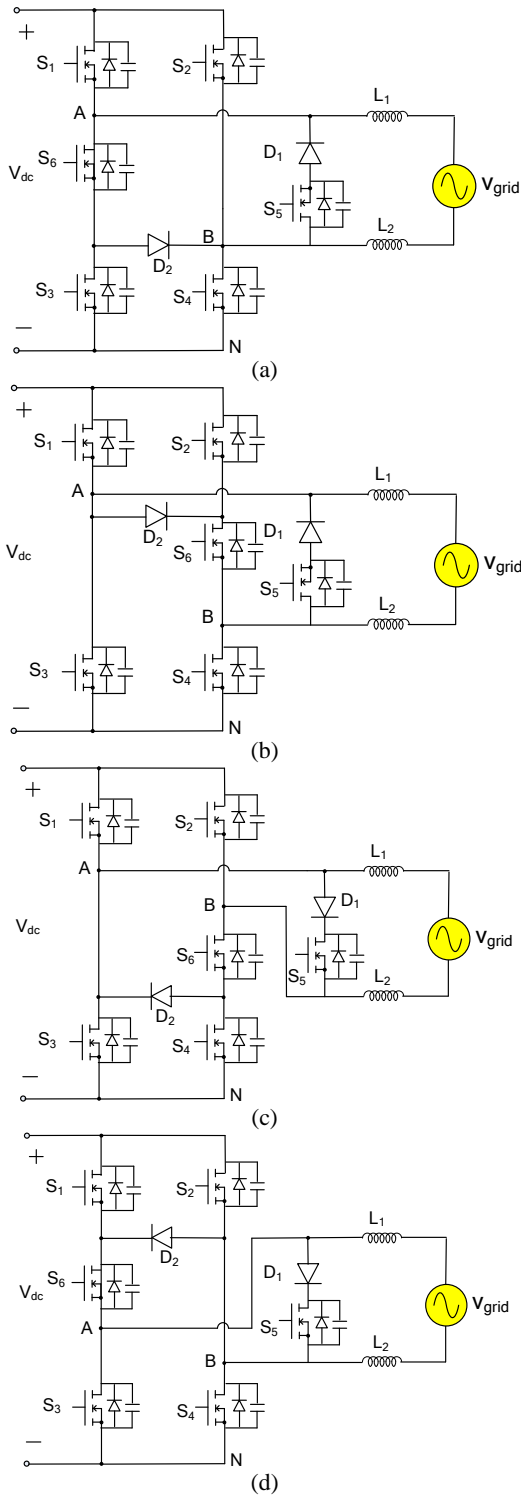 +
S1
S2
A
L1
Vdc
S6
D1
Vgrid
S5
B
L2
D2
S3
S4
−
N
(a)
+
S1
S2
L1
A
D2
D1
Vdc
S6
Vgrid
S5
L2
B
S3
S4
−
N
(b)
+
S1
S2
L1
A
D1
B
Vdc
Vgrid
S6
S5
L2
D2
S3
S4
−
N
(c)
+
S1
S2
L1
D2
D1
S6
Vdc
Vgrid
A
S5
L2
B
S3
S4
−
N
(d)